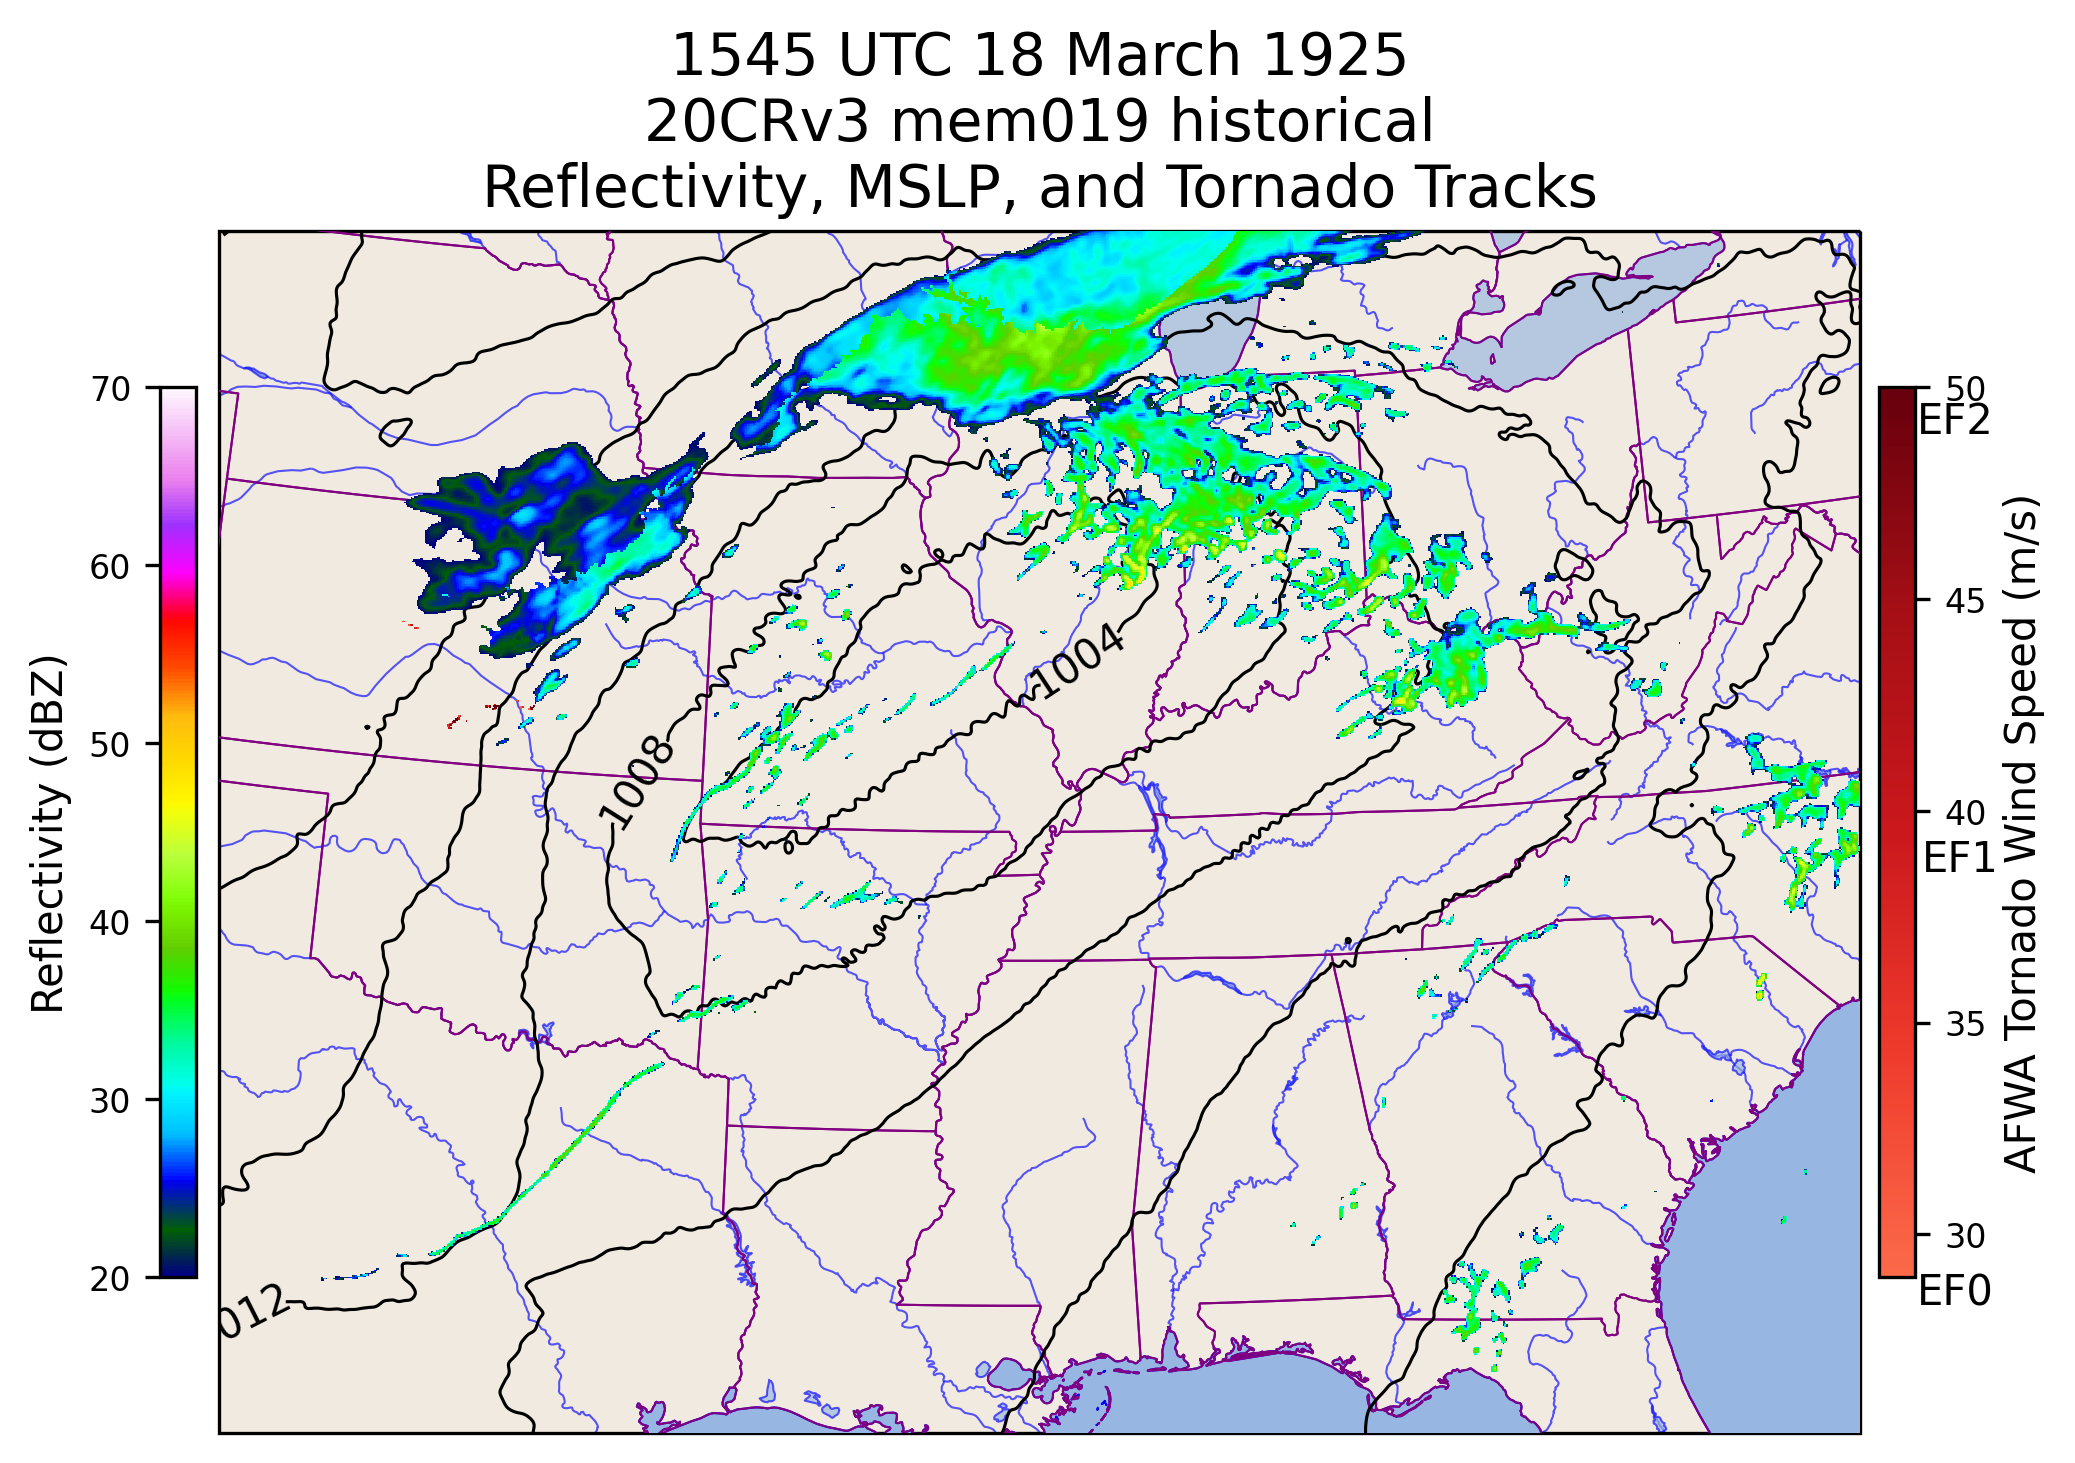 1545 UTC 18 March 1925
20CRv3 mem019 historical
Reflectivity, MSLP, and Tornado Tracks
Reflectivity (dBZ)
70
60
50
40
30
20
1004
1008
012
50
EF2
45
40
EF1
35
30
EF0
AFWA Tornado Wind Speed (m/s)